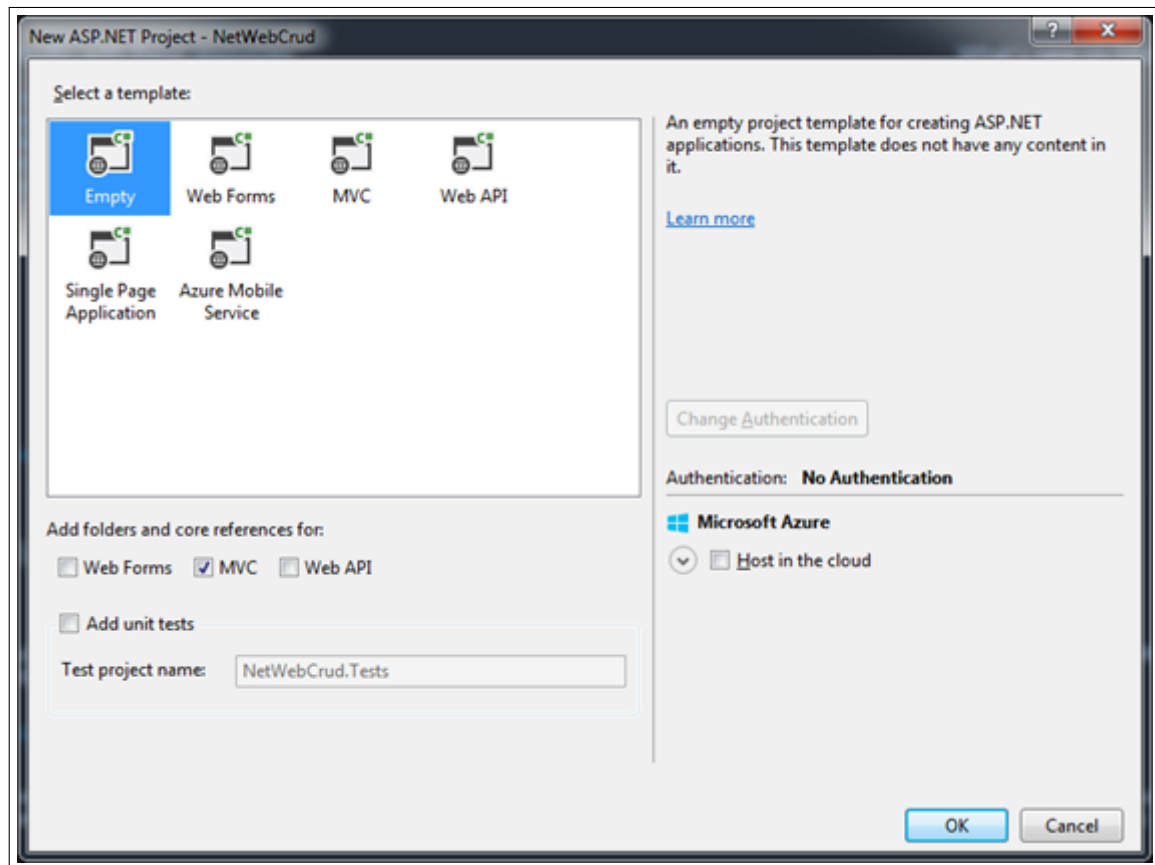 New ASP.NET Project - NetWebCrud
Select a template:
Empty
Web Forms
MVC
Web API
Single Page
Application
Azure Mobile
Service
An empty project template for creating ASP.NET
applications. This template does not have any content in
it.
Learn more
Change Authentication
Authentication: No Authentication
Microsoft Azure
Host in the cloud
Add folders and core references for:
Web Forms MVC Web API
Add unit tests
Test project name: NetWebCrud.Tests
OK Cancel